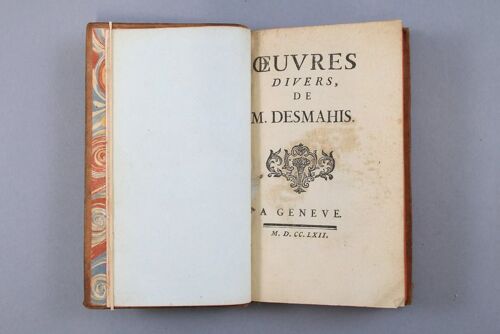 ŒUVRES
DIVERS,
DE
M. DESMAHIS.
A GENEVE.
M. D. CC. LXII.